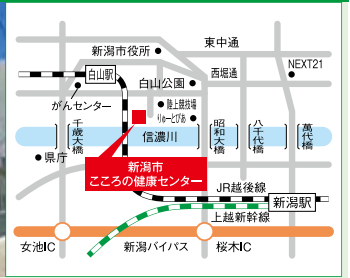 新潟市役所
東中通
白山駅
白山公園
西堀通
NEXT21
がんセンター
陸上競技場
りゅーとぴあ
千歳大橋
信濃川
昭和大橋
八千代橋
萬代橋
県庁
新潟市
こころの健康センター
JR越後線
新潟駅
上越新幹線
女池IC
新潟バイパス
桜木IC